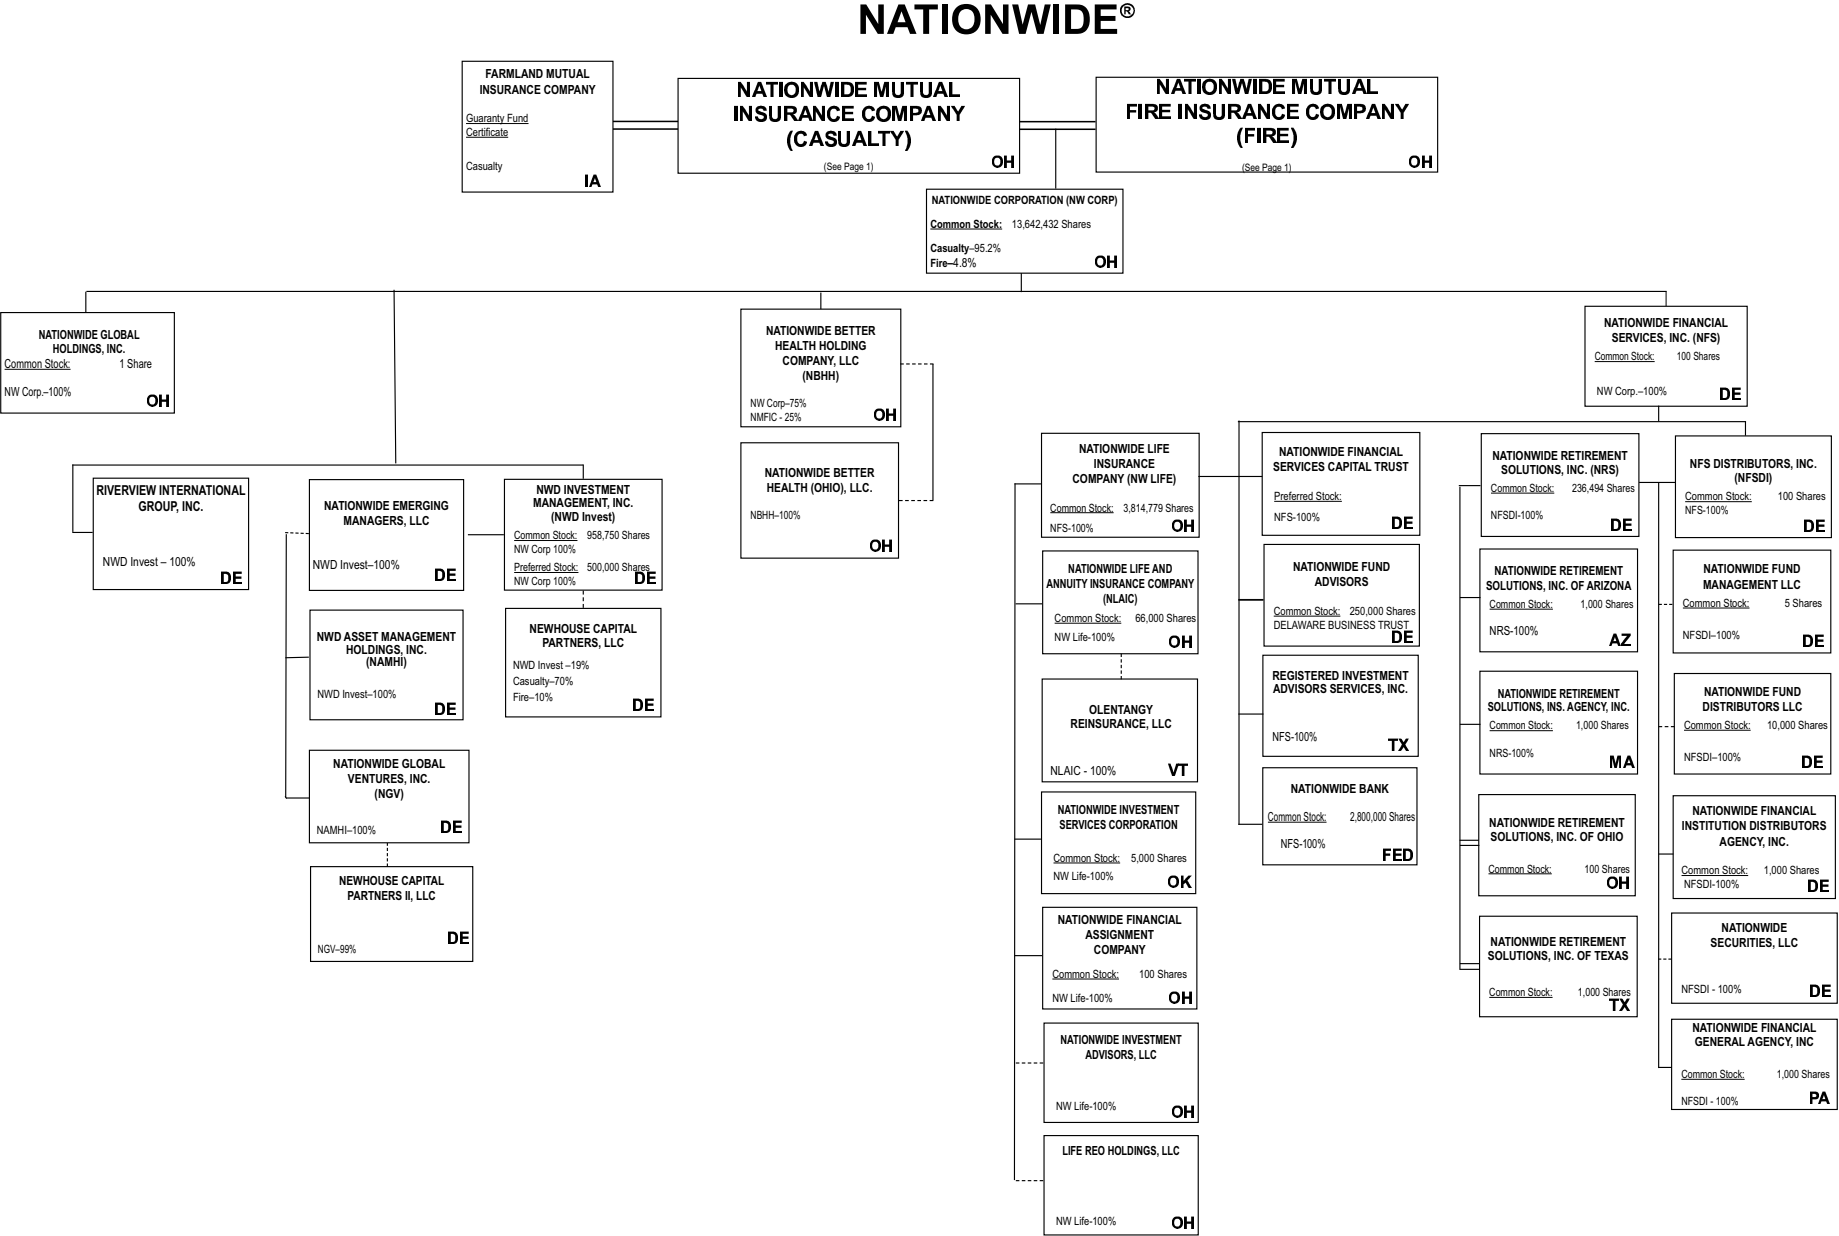 NATIONWIDE®
FARMLAND MUTUAL
INSURANCE COMPANY
Guaranty Fund
Certificate
Casualty
IA
NATIONWIDE MUTUAL
INSURANCE COMPANY
(CASUALTY)
(See Page 1)
OH
NATIONWIDE MUTUAL
FIRE INSURANCE COMPANY
(FIRE)
(See Page 1)
OH
NATIONWIDE CORPORATION (NW CORP)
Common Stock: 13,642,432 Shares
Casualty–95.2%
Fire–4.8%
OH
NATIONWIDE GLOBAL
HOLDINGS, INC.
Common Stock: 1 Share
NW Corp.–100%
OH
NATIONWIDE BETTER
HEALTH HOLDING
COMPANY, LLC
(NBHH)
NW Corp–75%
NMFIC - 25%
OH
NATIONWIDE BETTER
HEALTH (OHIO), LLC.
NBHH–100%
OH
NATIONWIDE FINANCIAL
SERVICES, INC. (NFS)
Common Stock: 100 Shares
NW Corp.–100%
DE
RIVERVIEW INTERNATIONAL
GROUP, INC.
NWD Invest – 100%
DE
NATIONWIDE EMERGING
MANAGERS, LLC
NWD Invest–100%
DE
NWD INVESTMENT
MANAGEMENT, INC.
(NWD Invest)
Common Stock: 958,750 Shares
NW Corp 100%
Preferred Stock: 500,000 Shares
NW Corp 100%
DE
NWD ASSET MANAGEMENT
HOLDINGS, INC.
(NAMHI)
NWD Invest–100%
DE
NEWHOUSE CAPITAL
PARTNERS, LLC
NWD Invest –19%
Casualty–70%
Fire–10%
DE
NATIONWIDE GLOBAL
VENTURES, INC.
(NGV)
NAMHI–100%
DE
NEWHOUSE CAPITAL
PARTNERS II, LLC
NGV–99%
DE
NATIONWIDE LIFE
INSURANCE
COMPANY (NW LIFE)
Common Stock: 3,814,779 Shares
NFS-100%
OH
NATIONWIDE LIFE AND
ANNUITY INSURANCE COMPANY
(NLAIC)
Common Stock: 66,000 Shares
NW Life-100%
OH
OLENTANGY
REINSURANCE, LLC
NLAIC - 100%
VT
NATIONWIDE INVESTMENT
SERVICES CORPORATION
Common Stock: 5,000 Shares
NW Life-100%
OK
NATIONWIDE FINANCIAL
ASSIGNMENT
COMPANY
Common Stock: 100 Shares
NW Life-100%
OH
NATIONWIDE INVESTMENT
ADVISORS, LLC
NW Life-100%
OH
LIFE REO HOLDINGS, LLC
NW Life-100%
OH
NATIONWIDE FINANCIAL
SERVICES CAPITAL TRUST
Preferred Stock:
NFS-100%
DE
NATIONWIDE FUND
ADVISORS
Common Stock: 250,000 Shares
DELAWARE BUSINESS TRUST
DE
REGISTERED INVESTMENT
ADVISORS SERVICES, INC.
NFS-100%
TX
NATIONWIDE BANK
Common Stock: 2,800,000 Shares
NFS-100%
FED
NATIONWIDE RETIREMENT
SOLUTIONS, INC. (NRS)
Common Stock: 236,494 Shares
NFSDI-100%
DE
NATIONWIDE RETIREMENT
SOLUTIONS, INC. OF ARIZONA
Common Stock: 1,000 Shares
NRS-100%
AZ
NATIONWIDE RETIREMENT
SOLUTIONS, INS. AGENCY, INC.
Common Stock: 1,000 Shares
NRS-100%
MA
NATIONWIDE RETIREMENT
SOLUTIONS, INC. OF OHIO
Common Stock: 100 Shares
OH
NATIONWIDE RETIREMENT
SOLUTIONS, INC. OF TEXAS
Common Stock: 1,000 Shares
TX
NFS DISTRIBUTORS, INC.
(NFSDI)
Common Stock: 100 Shares
NFS-100%
DE
NATIONWIDE FUND
MANAGEMENT LLC
Common Stock: 5 Shares
NFSDI–100%
DE
NATIONWIDE FUND
DISTRIBUTORS LLC
Common Stock: 10,000 Shares
NFSDI–100%
DE
NATIONWIDE FINANCIAL
INSTITUTION DISTRIBUTORS
AGENCY, INC.
Common Stock: 1,000 Shares
NFSDI-100%
DE
NATIONWIDE
SECURITIES, LLC
NFSDI - 100%
DE
NATIONWIDE FINANCIAL
GENERAL AGENCY, INC
Common Stock: 1,000 Shares
NFSDI - 100%
PA